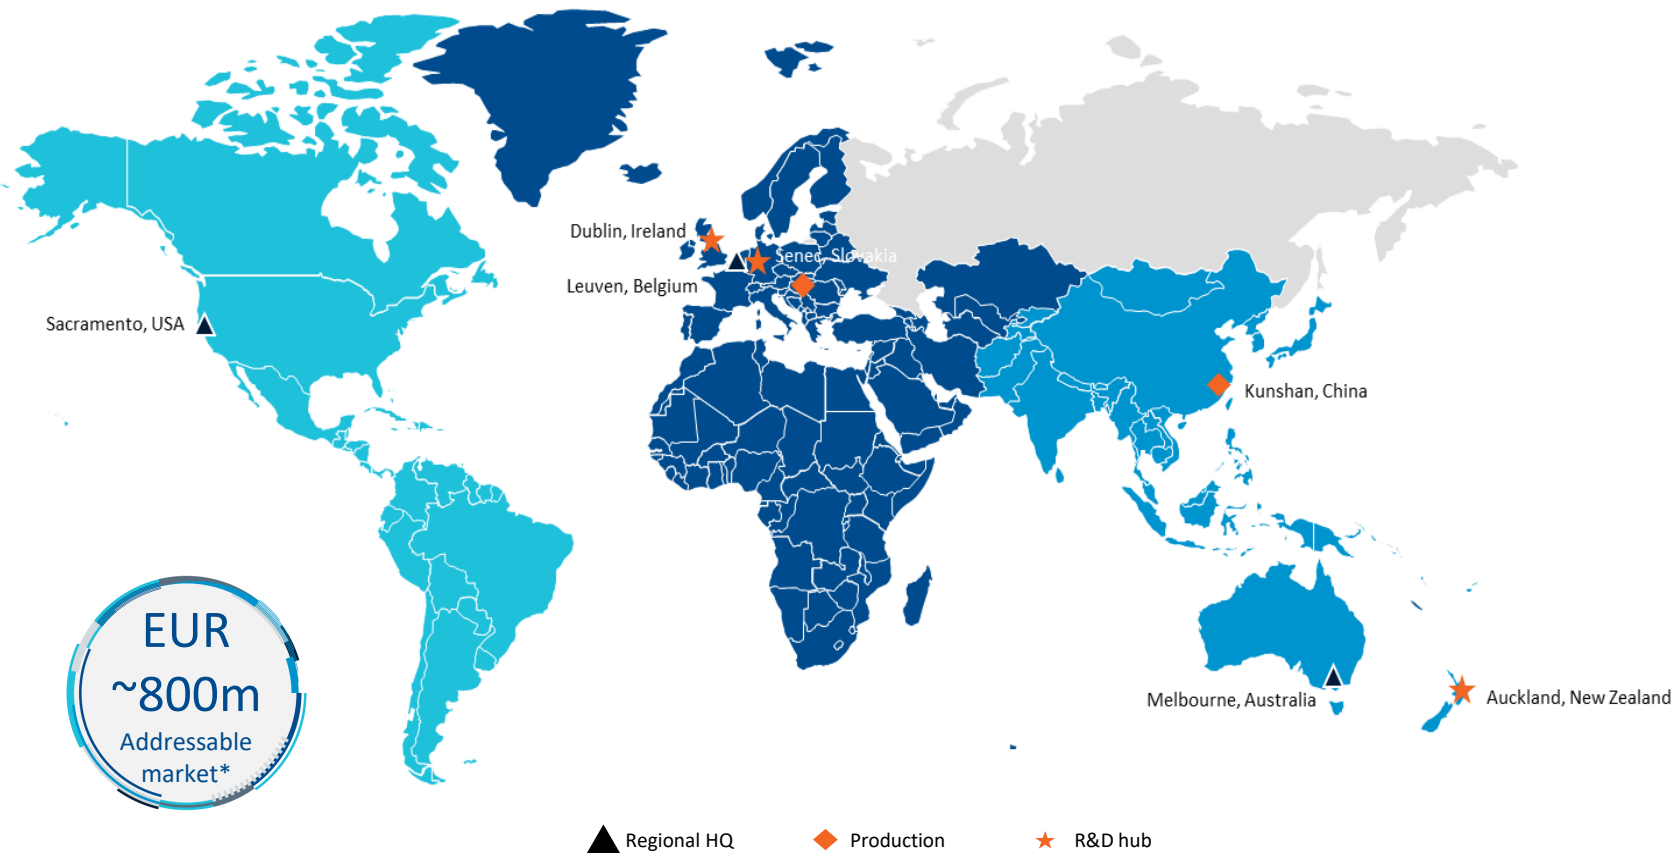 Dublin, Ireland
Senec, Slovakia
Leuven, Belgium
Sacramento, USA
Kunshan, China
EUR
~800m
Addressable
market*
Melbourne, Australia
Auckland, New Zealand
Regional HQ
Production
R&D hub